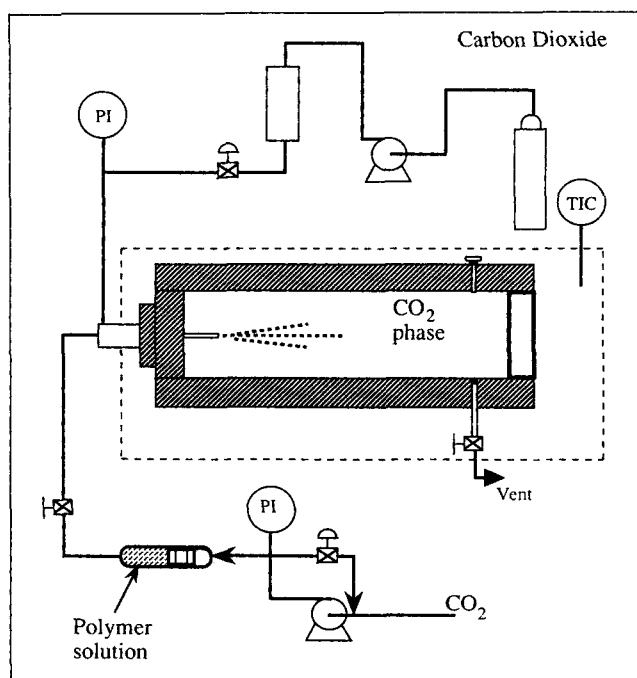 Carbon Dioxide
PI
TIC
CO₂
phase
Vent
PI
CO₂
Polymer
solution